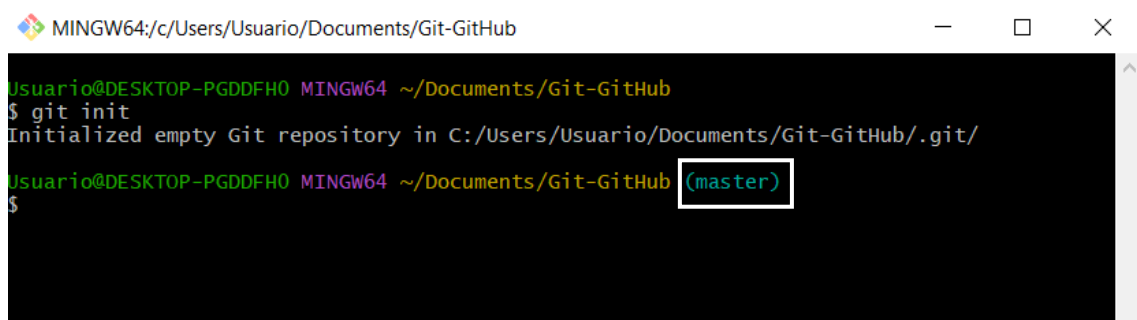 MINGW64:/c/Users/Usuario/Documents/Git-GitHub
Usuario@DESKTOP-PGDDFH0 MINGW64 ~/Documents/Git-GitHub
$ git init
Initialized empty Git repository in C:/Users/Usuario/Documents/Git-GitHub/.git/
Usuario@DESKTOP-PGDDFH0 MINGW64 ~/Documents/Git-GitHub (master)
$